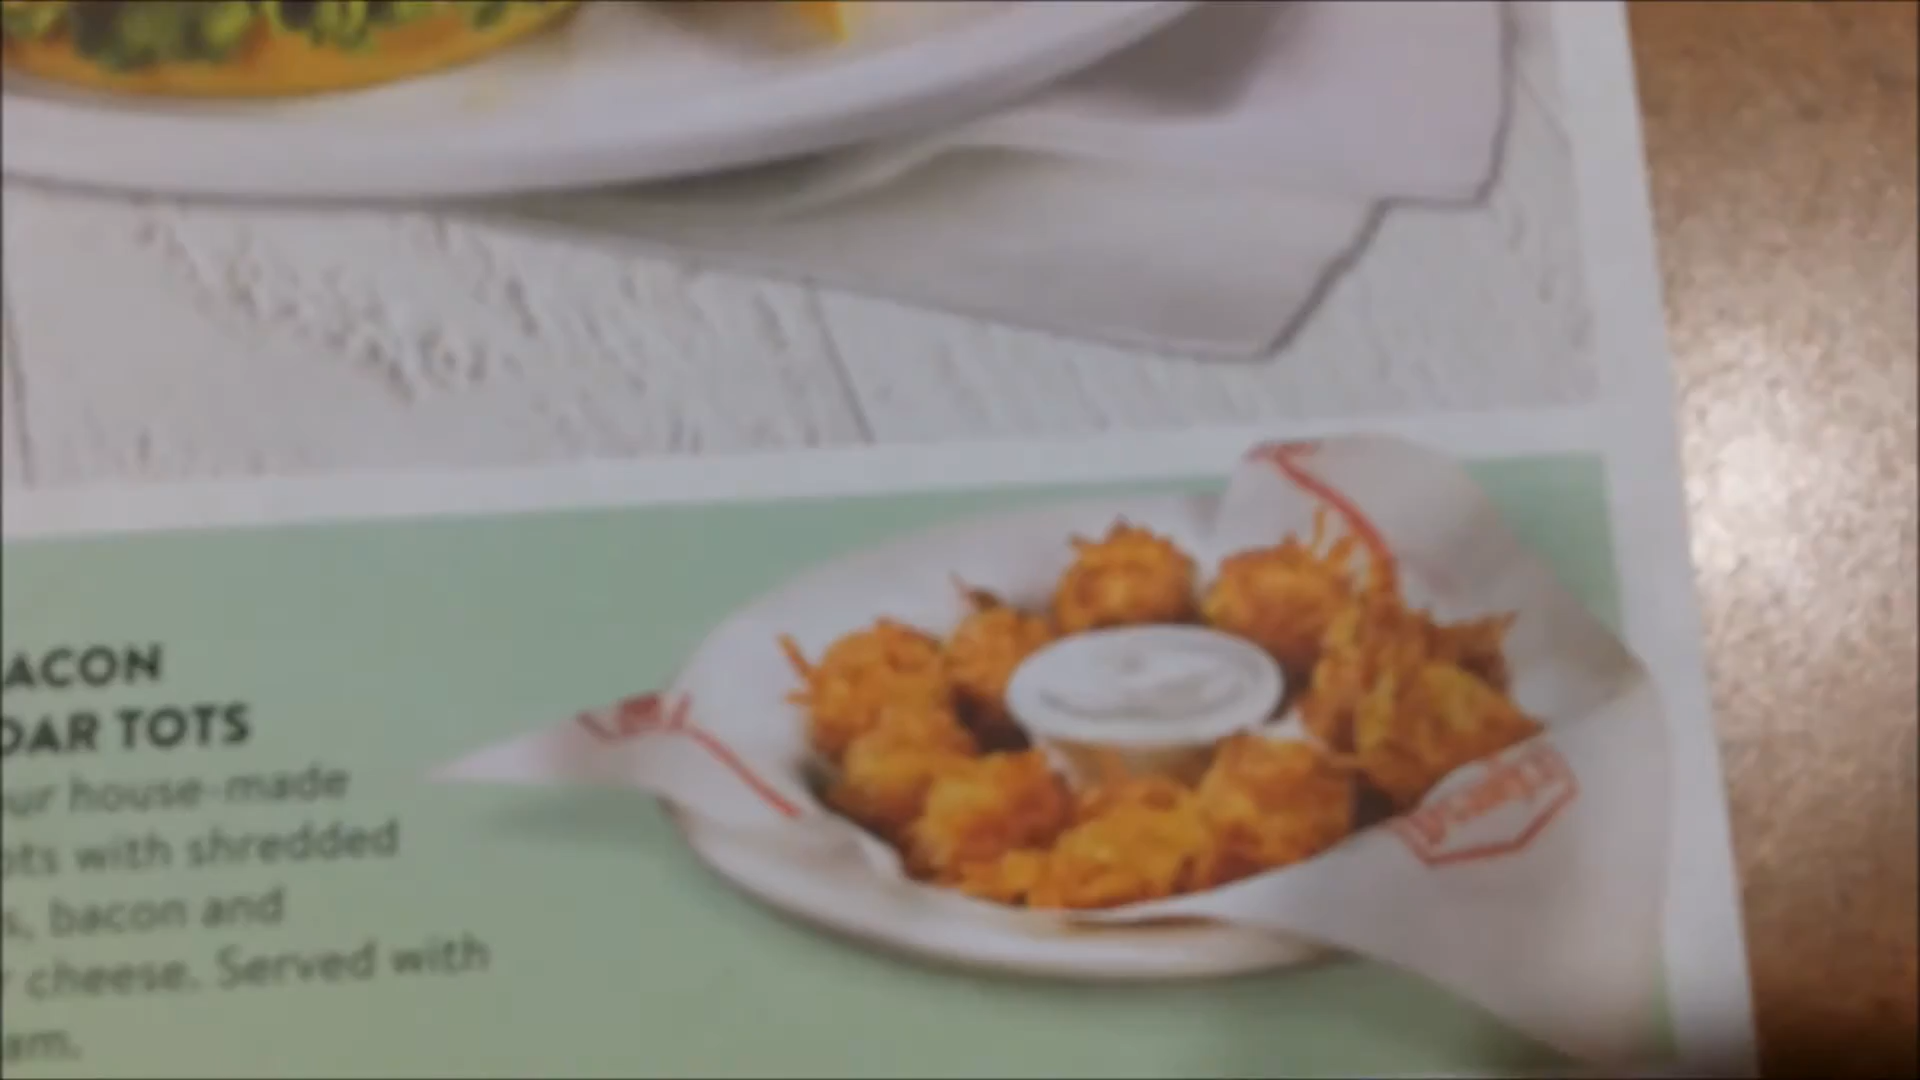 ACON
DAR TOTS
ur house-made
ots with shredded
s, bacon and
r cheese. Served with
am.